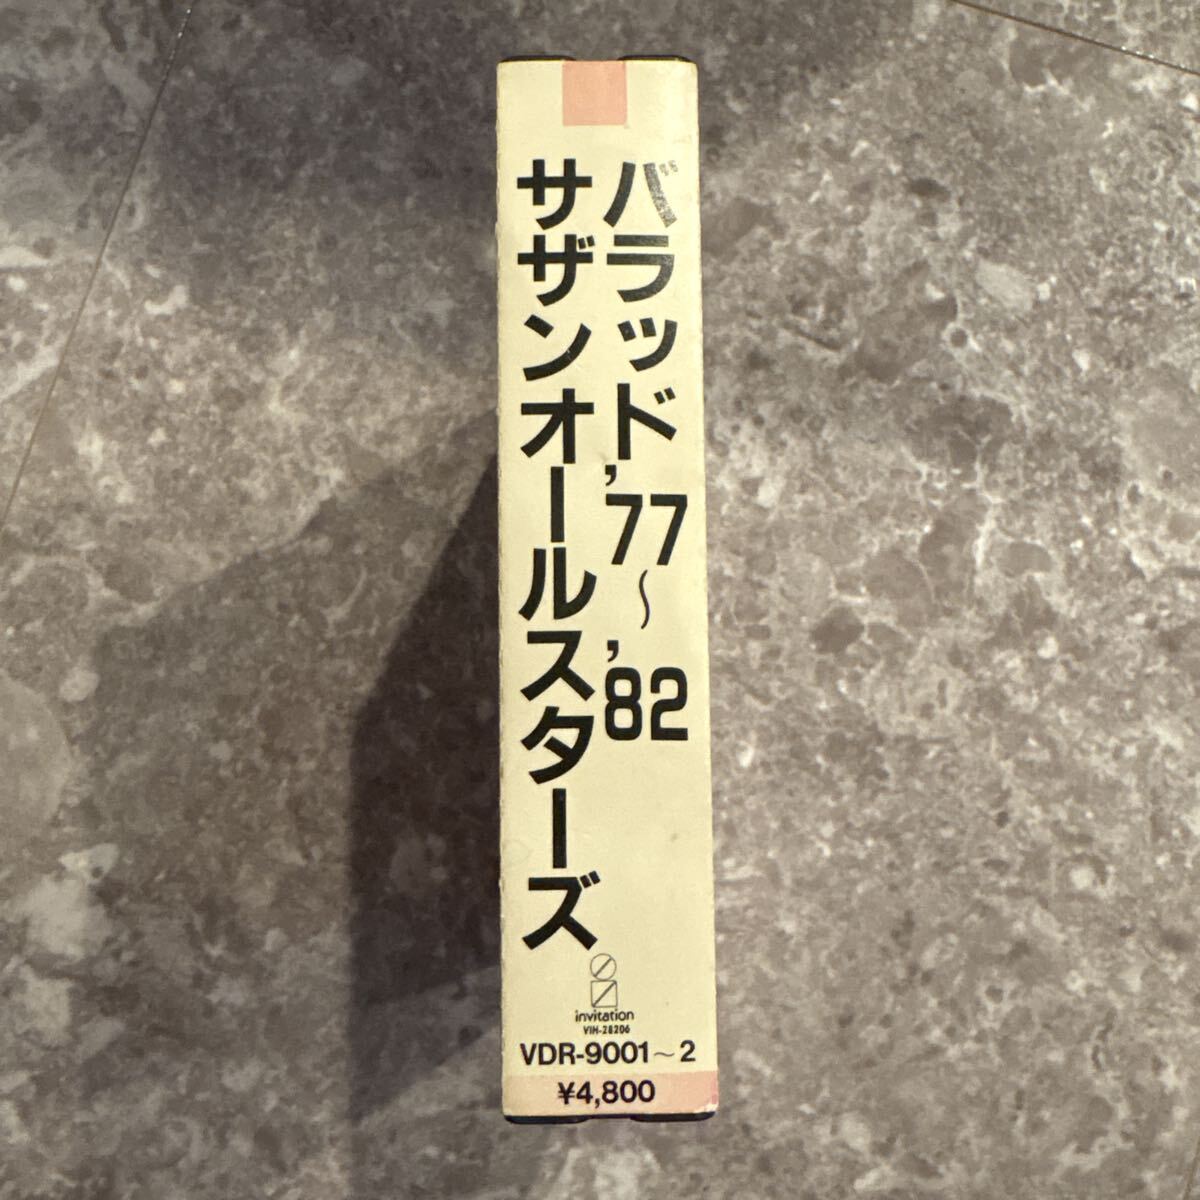 バラッド'77〜'82
サザンオールスターズ
invitation
VIH-28206
VDR-9001〜2
¥4,800